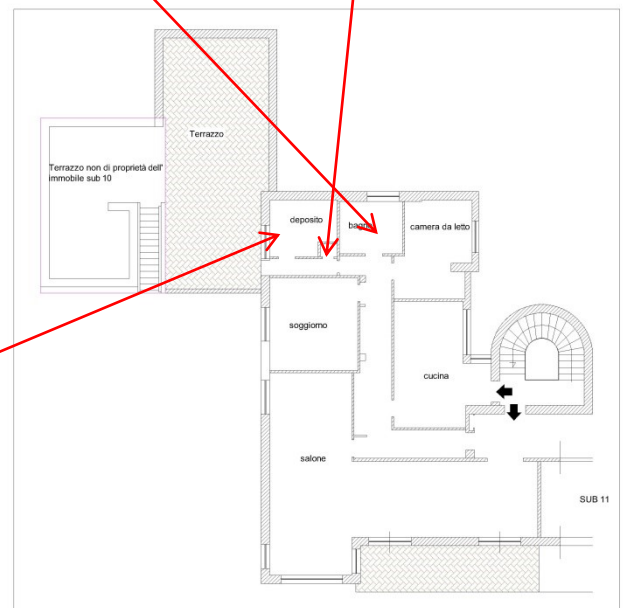 Terrazzo
Terrazzo non di proprietà dell'
immobile sub 10
deposito
bagno
camera da letto
soggiorno
cucina
salone
SUB 11